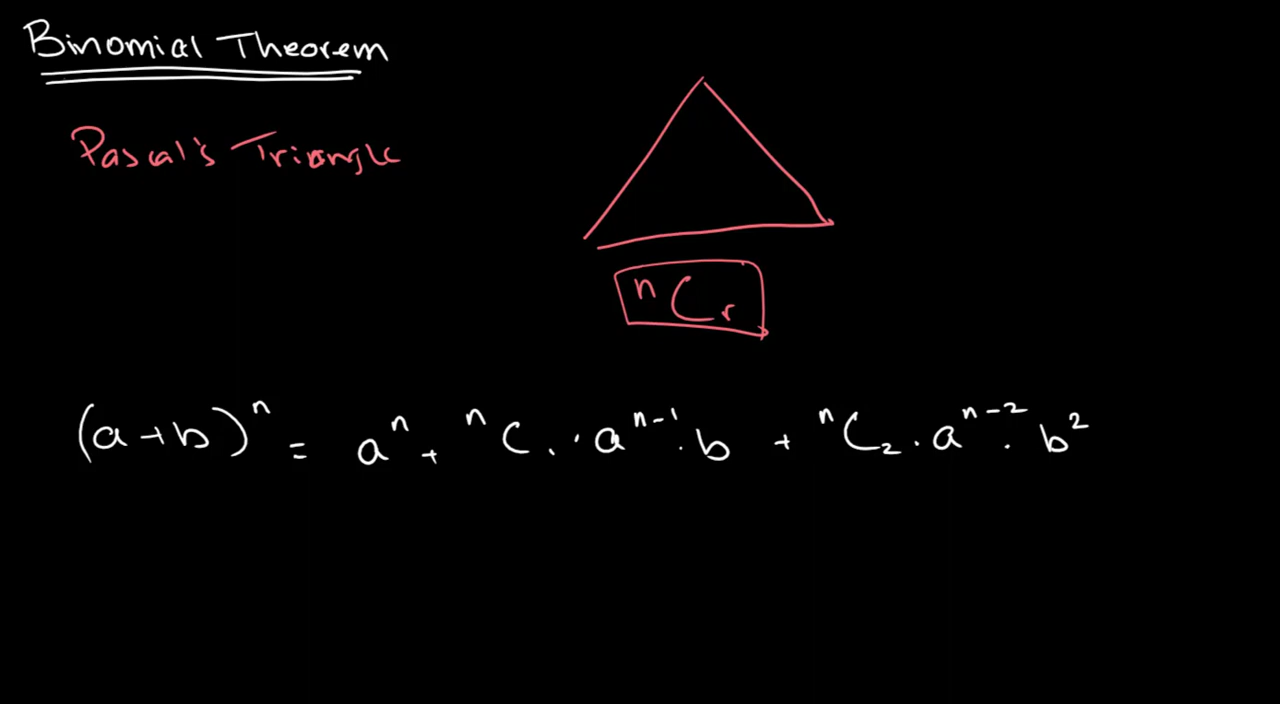 Binomial Theorem
Pascal's Triangle
ⁿCᵣ
(a+b)ⁿ = aⁿ + ⁿC₁ · aⁿ⁻¹ · b + ⁿC₂ · aⁿ⁻² · b²